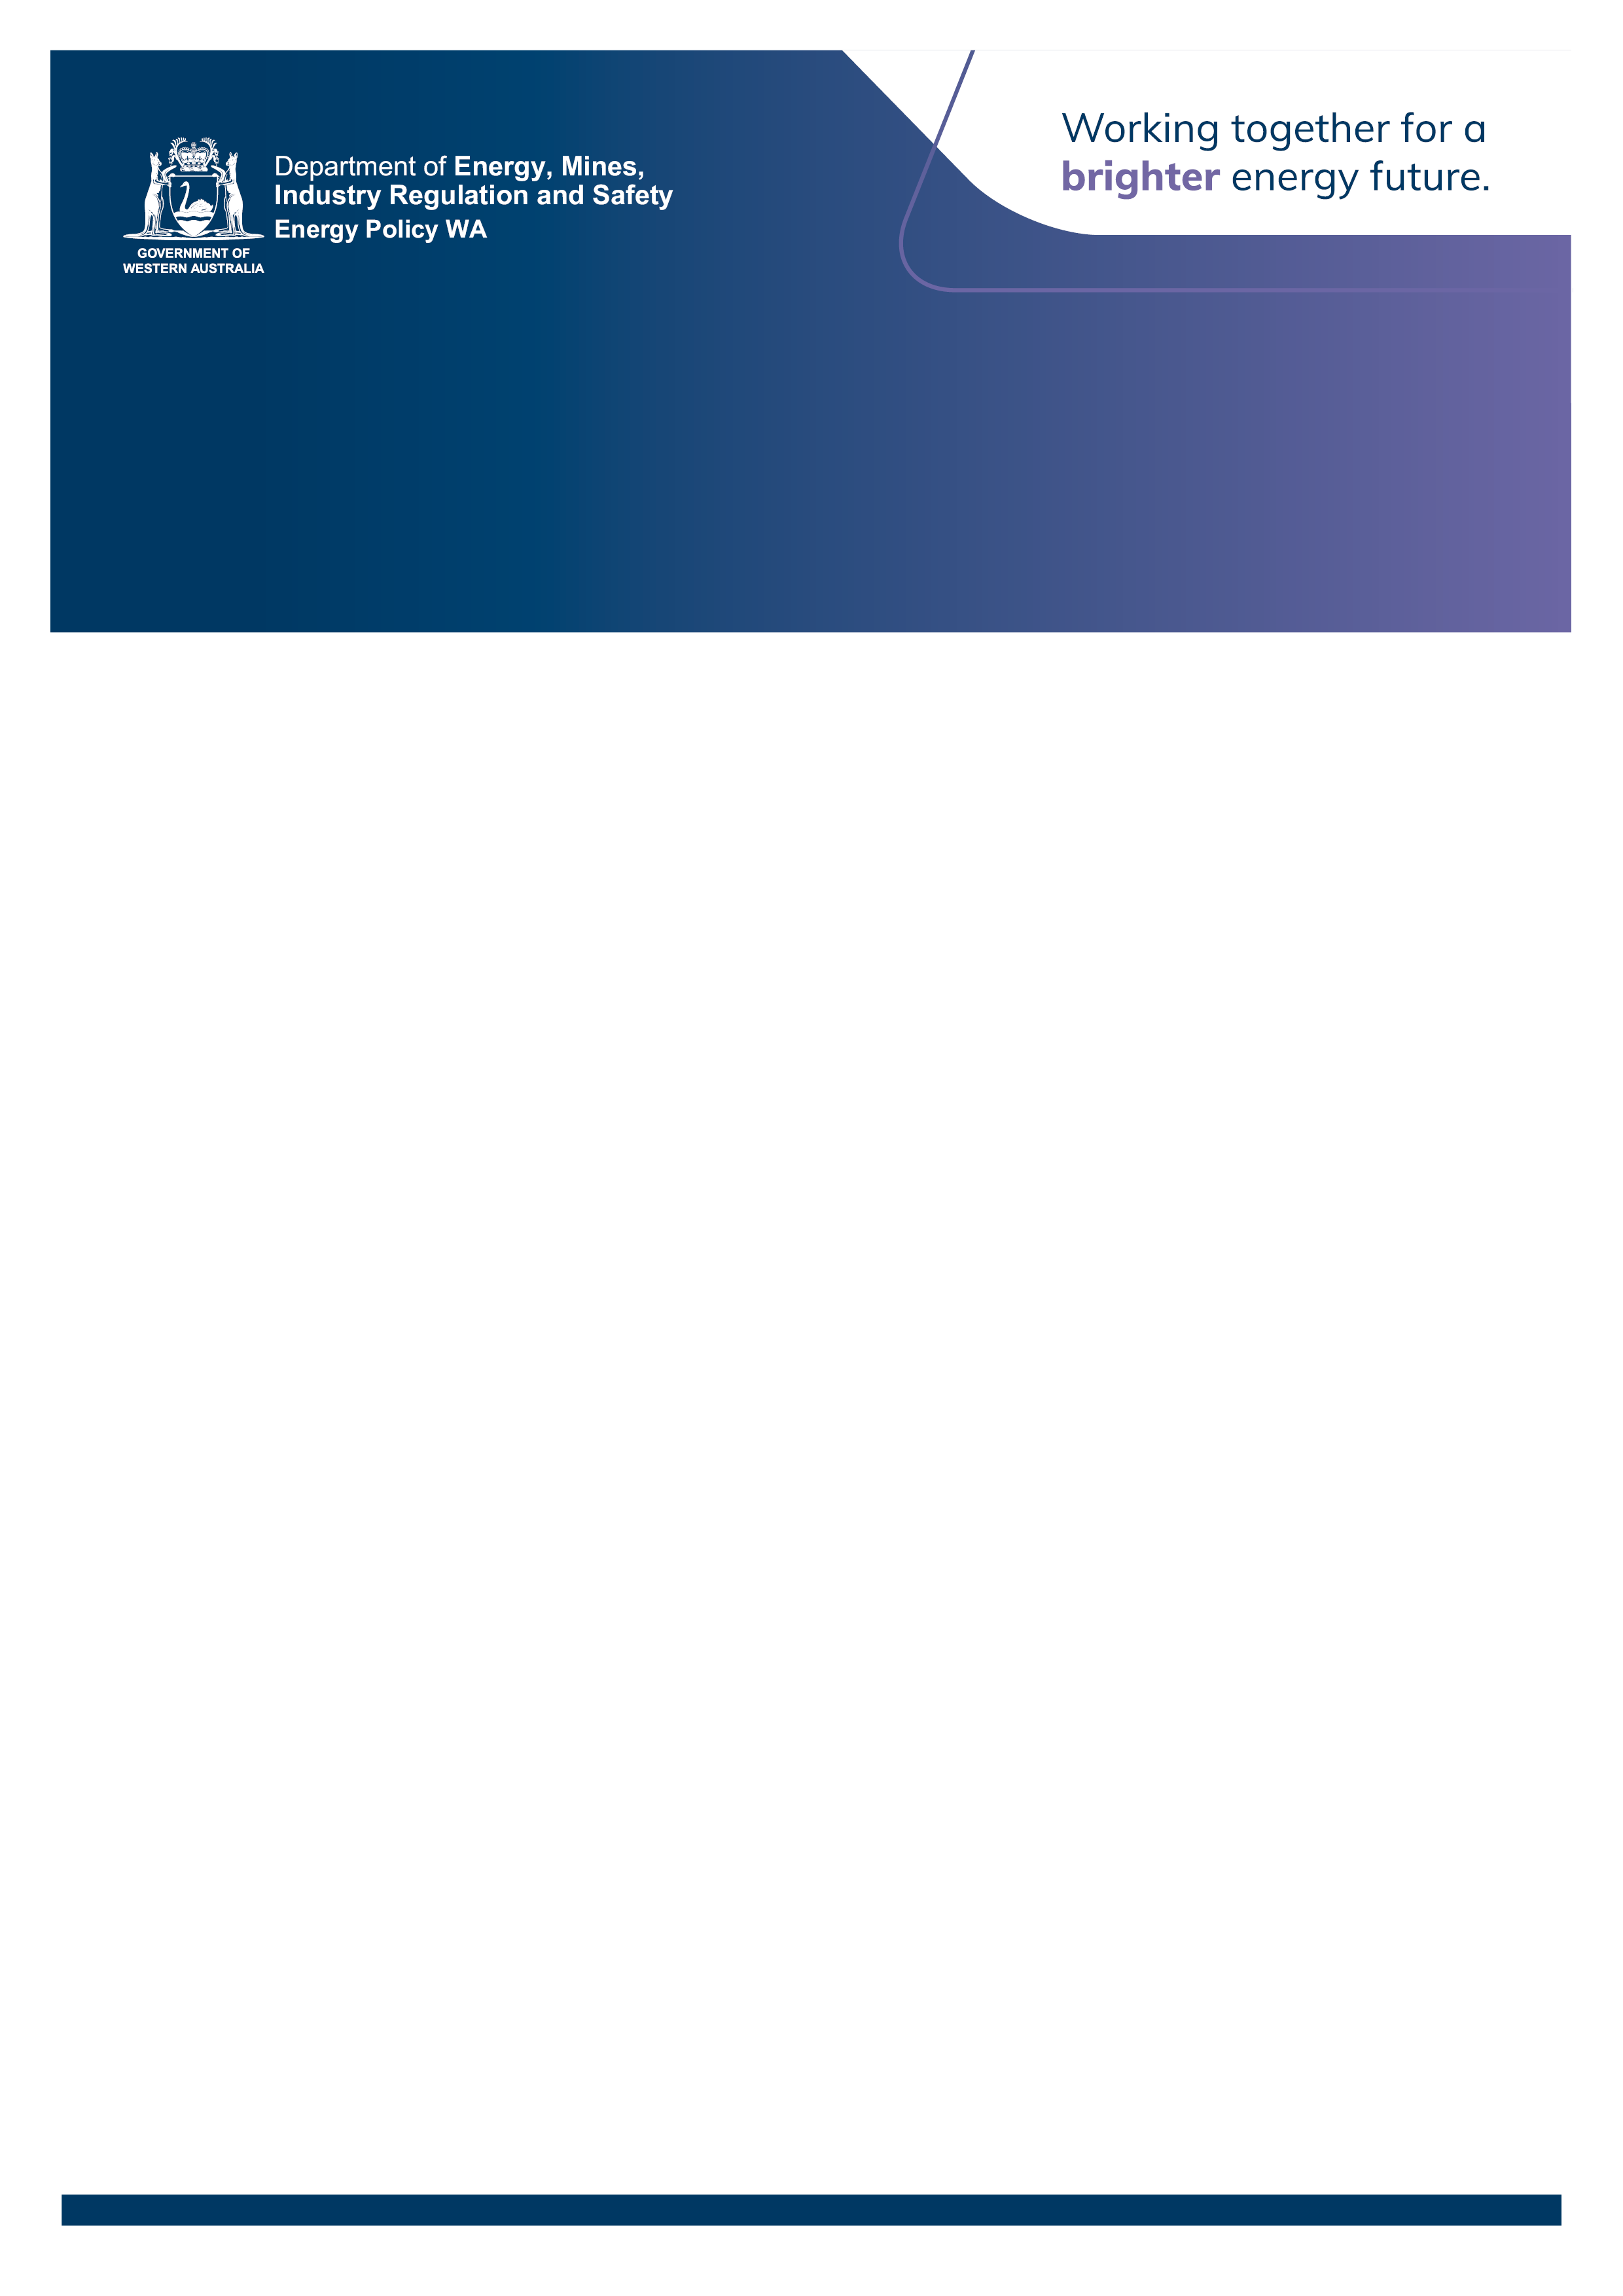 Working together for a
brighter energy future.
Department of Energy, Mines,
Industry Regulation and Safety
Energy Policy WA
GOVERNMENT OF
WESTERN AUSTRALIA